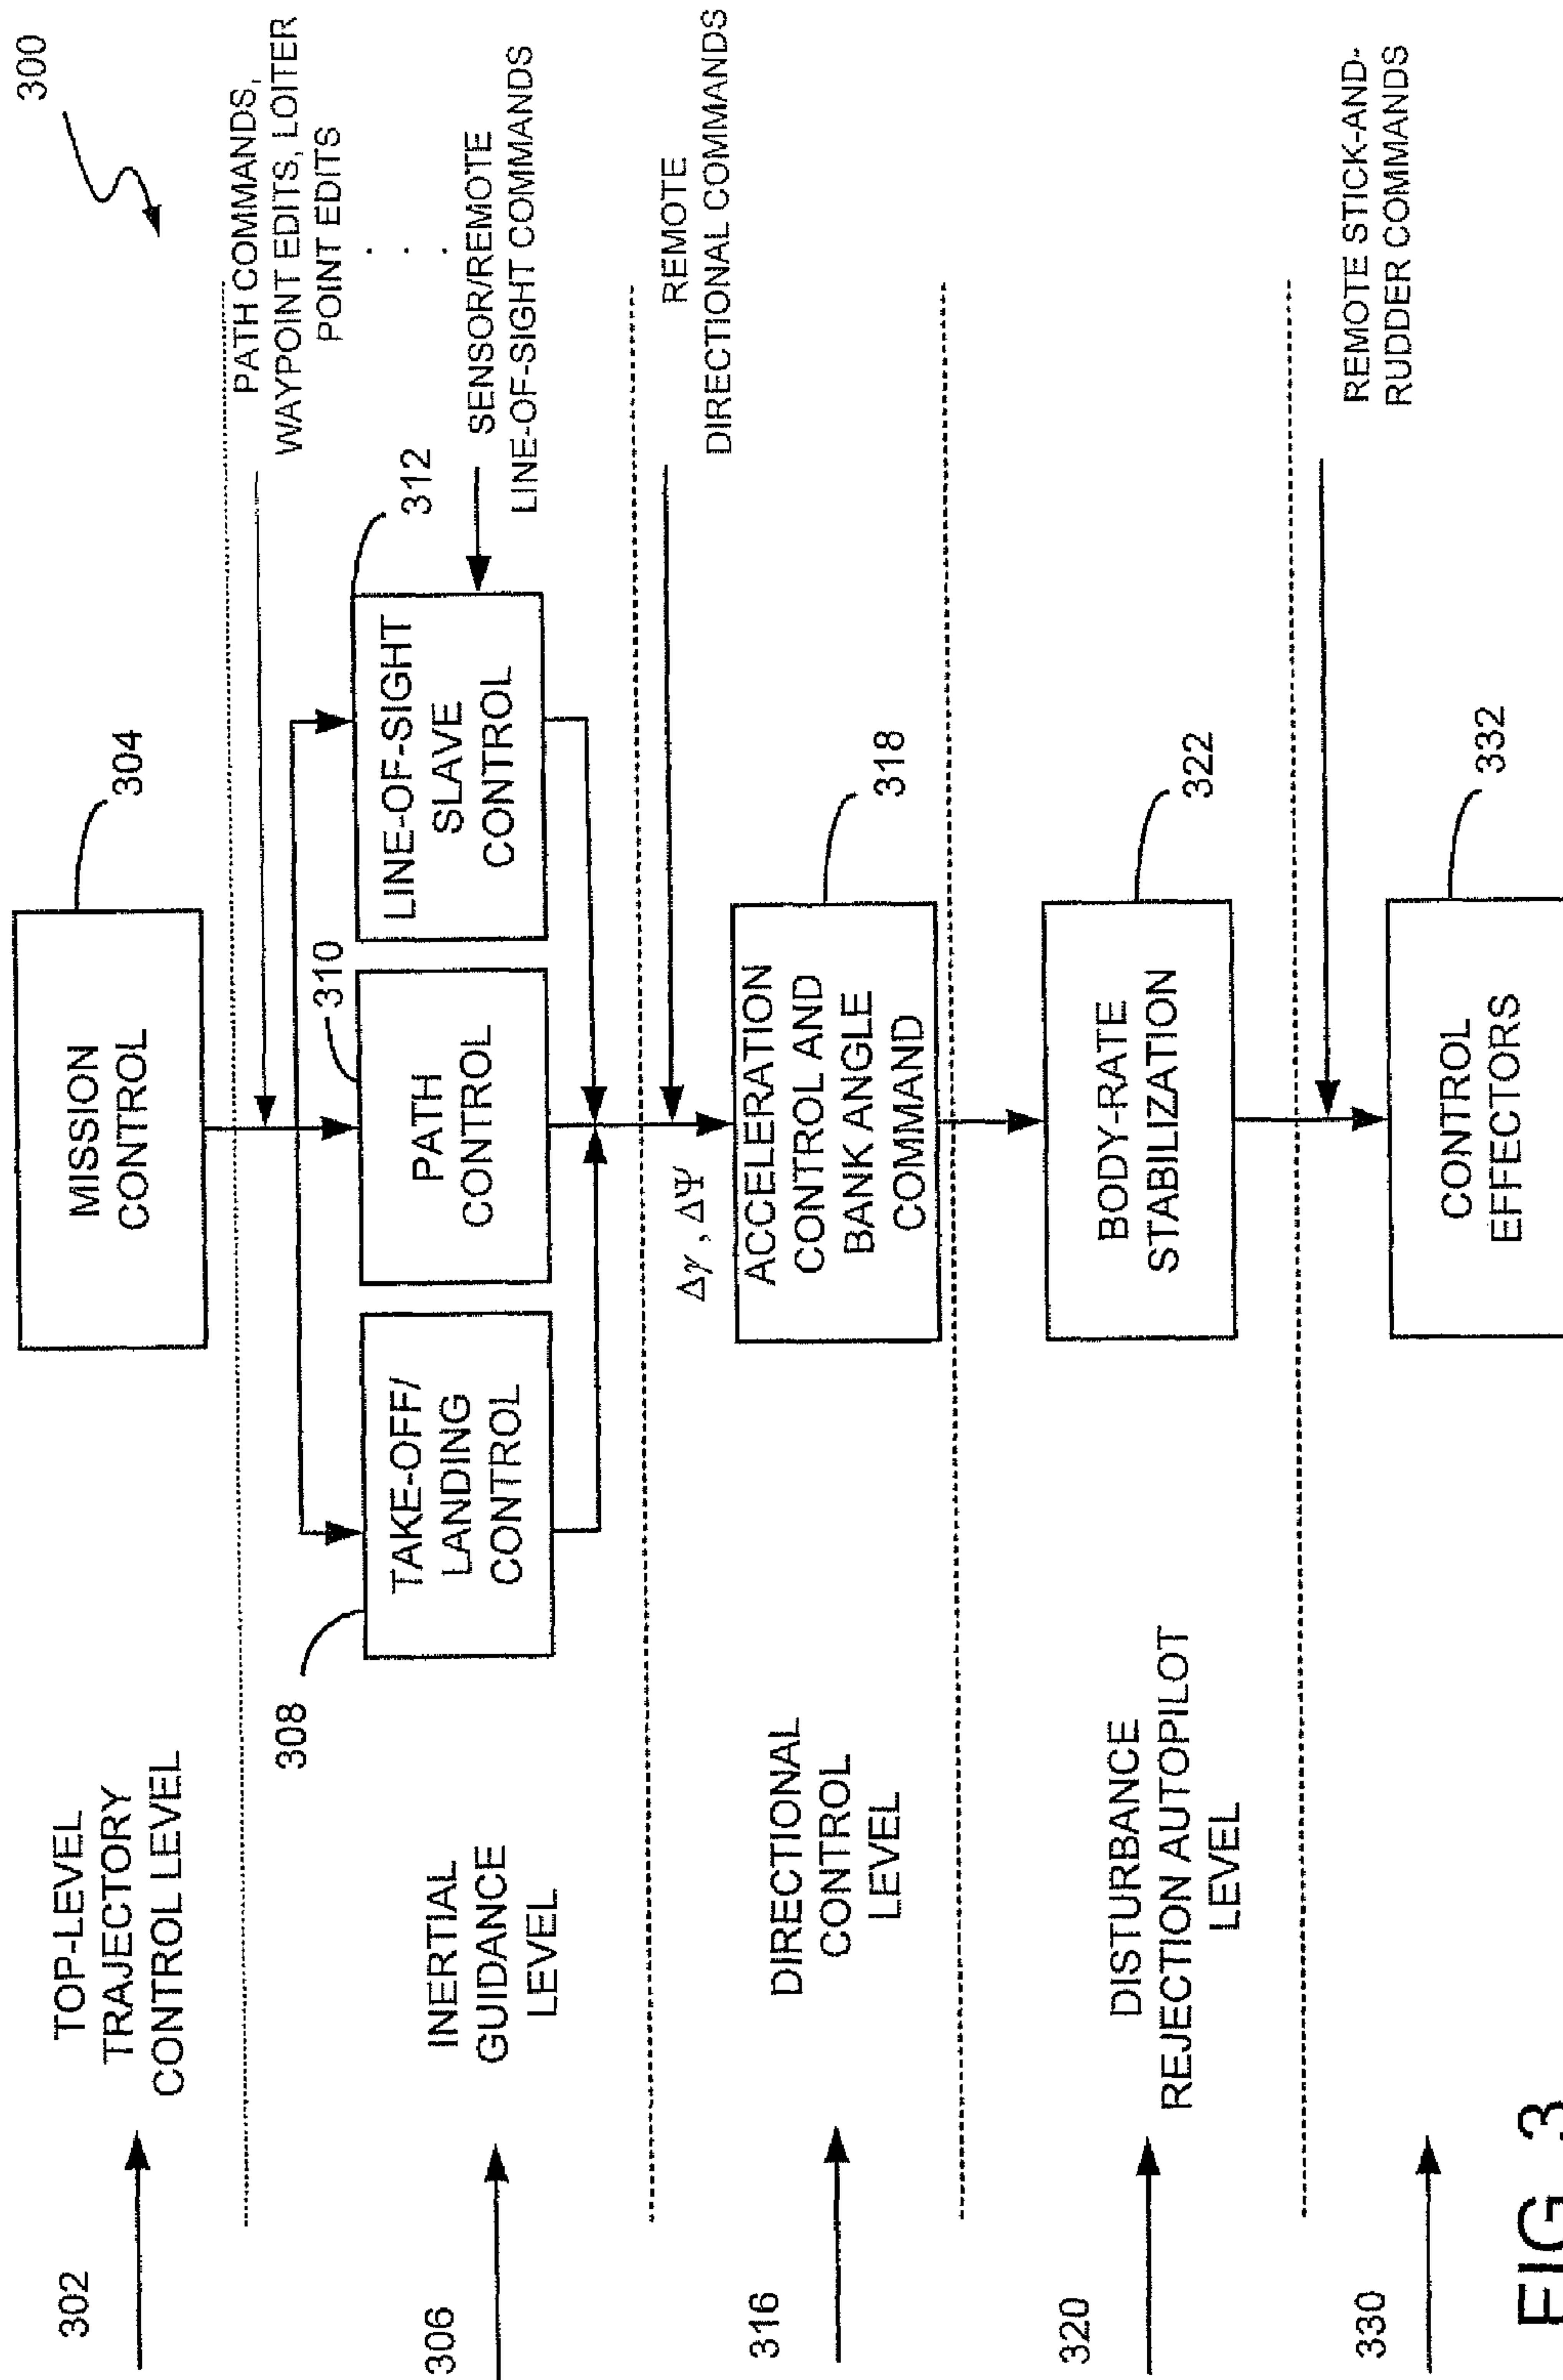 300
302
TOP-LEVEL
TRAJECTORY
CONTROL LEVEL
MISSION
CONTROL
304
PATH COMMANDS,
WAYPOINT EDITS, LOITER
POINT EDITS
.
.
.
306
INERTIAL
GUIDANCE
LEVEL
308
TAKE-OFF/
LANDING
CONTROL
310
PATH
CONTROL
312
LINE-OF-SIGHT
SLAVE
CONTROL
SENSOR/REMOTE
LINE-OF-SIGHT COMMANDS
REMOTE
DIRECTIONAL COMMANDS
Δγ , ΔΨ
316
DIRECTIONAL
CONTROL
LEVEL
ACCELERATION
CONTROL AND
BANK ANGLE
COMMAND
318
320
DISTURBANCE
REJECTION AUTOPILOT
LEVEL
BODY-RATE
STABILIZATION
322
REMOTE STICK-AND-
RUDDER COMMANDS
330
CONTROL
EFFECTORS
332
FIG. 3